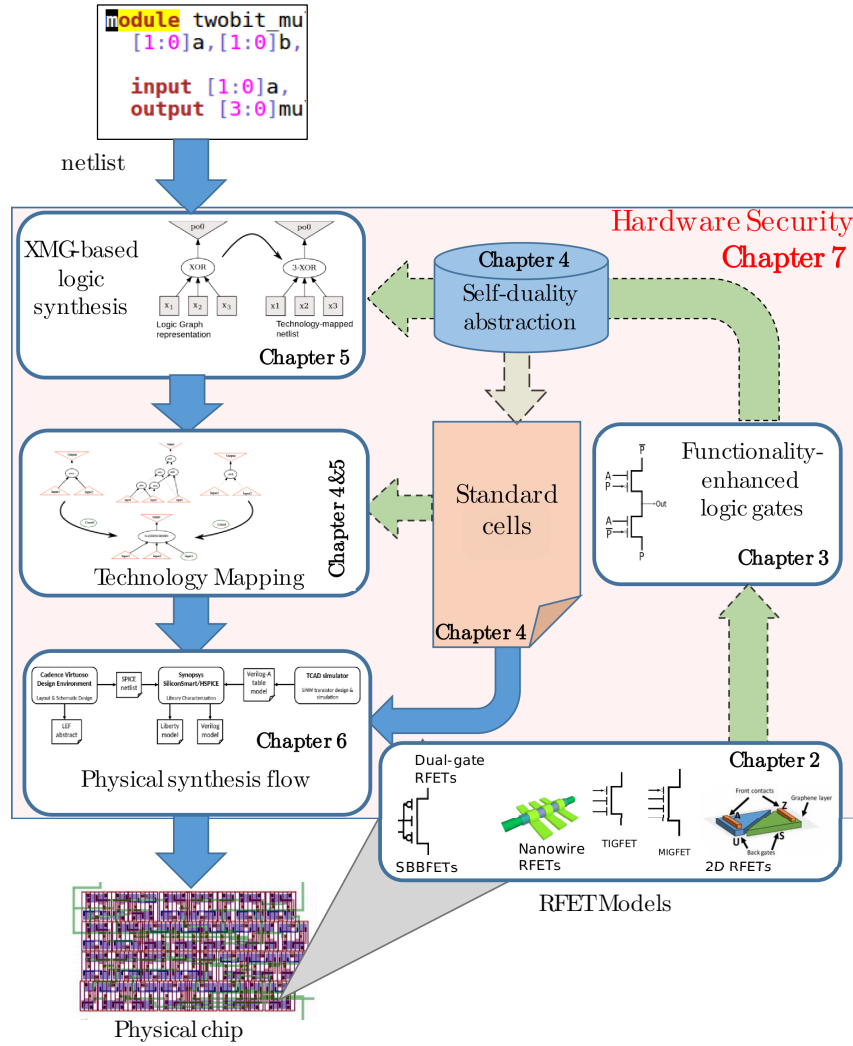 module twobit_mu
[1:0]a,[1:0]b,
input [1:0]a,
output [3:0]mul
netlist
Hardware Security
Chapter 7
XMG-based
logic
synthesis
po0
XOR
x1 x2 x3
Logic Graph
representation
po0
3-XOR
x1 x2 x3
Technology-mapped
netlist
Chapter 5
Chapter 4
Self-duality
abstraction
Technology Mapping
Chapter 4&5
Standard
cells
Chapter 4
P̅
A
P
Out
A
P̅
P
Functionality-
enhanced
logic gates
Chapter 3
Cadence Virtuoso
Design Environment
Layout & Schematic Design
SPICE
netlist
Synopsys
SiliconSmart/HSPICE
Library Characterization
Verilog-A
table
model
TCAD simulator
SiNW transistor design &
simulation
LEF
abstract
Liberty
model
Verilog
model
Chapter 6
Physical synthesis flow
Chapter 2
Dual-gate
RFETs
SBBFETs
Nanowire
RFETs
TIGFET
MIGFET
Front contacts
Graphene layer
A
Z
U
S
Back gates
2D RFETs
RFET Models
Physical chip